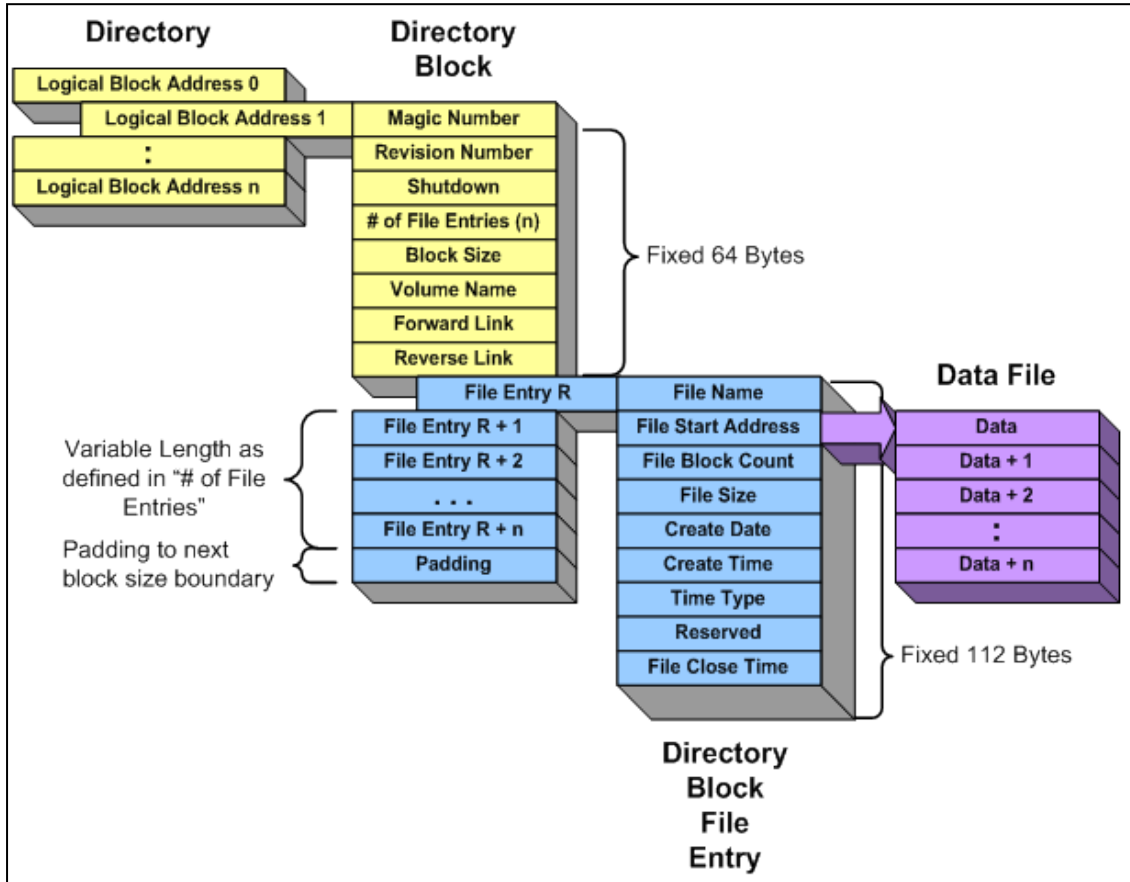 Directory
Logical Block Address 0
Logical Block Address 1
:
Logical Block Address n
Directory
Block
Magic Number
Revision Number
Shutdown
# of File Entries (n)
Block Size
Volume Name
Forward Link
Reverse Link
Fixed 64 Bytes
File Entry R
File Entry R + 1
File Entry R + 2
. . .
File Entry R + n
Padding
Variable Length as
defined in “# of File
Entries”
Padding to next
block size boundary
File Name
File Start Address
File Block Count
File Size
Create Date
Create Time
Time Type
Reserved
File Close Time
Fixed 112 Bytes
Directory
Block
File
Entry
Data File
Data
Data + 1
Data + 2
:
Data + n